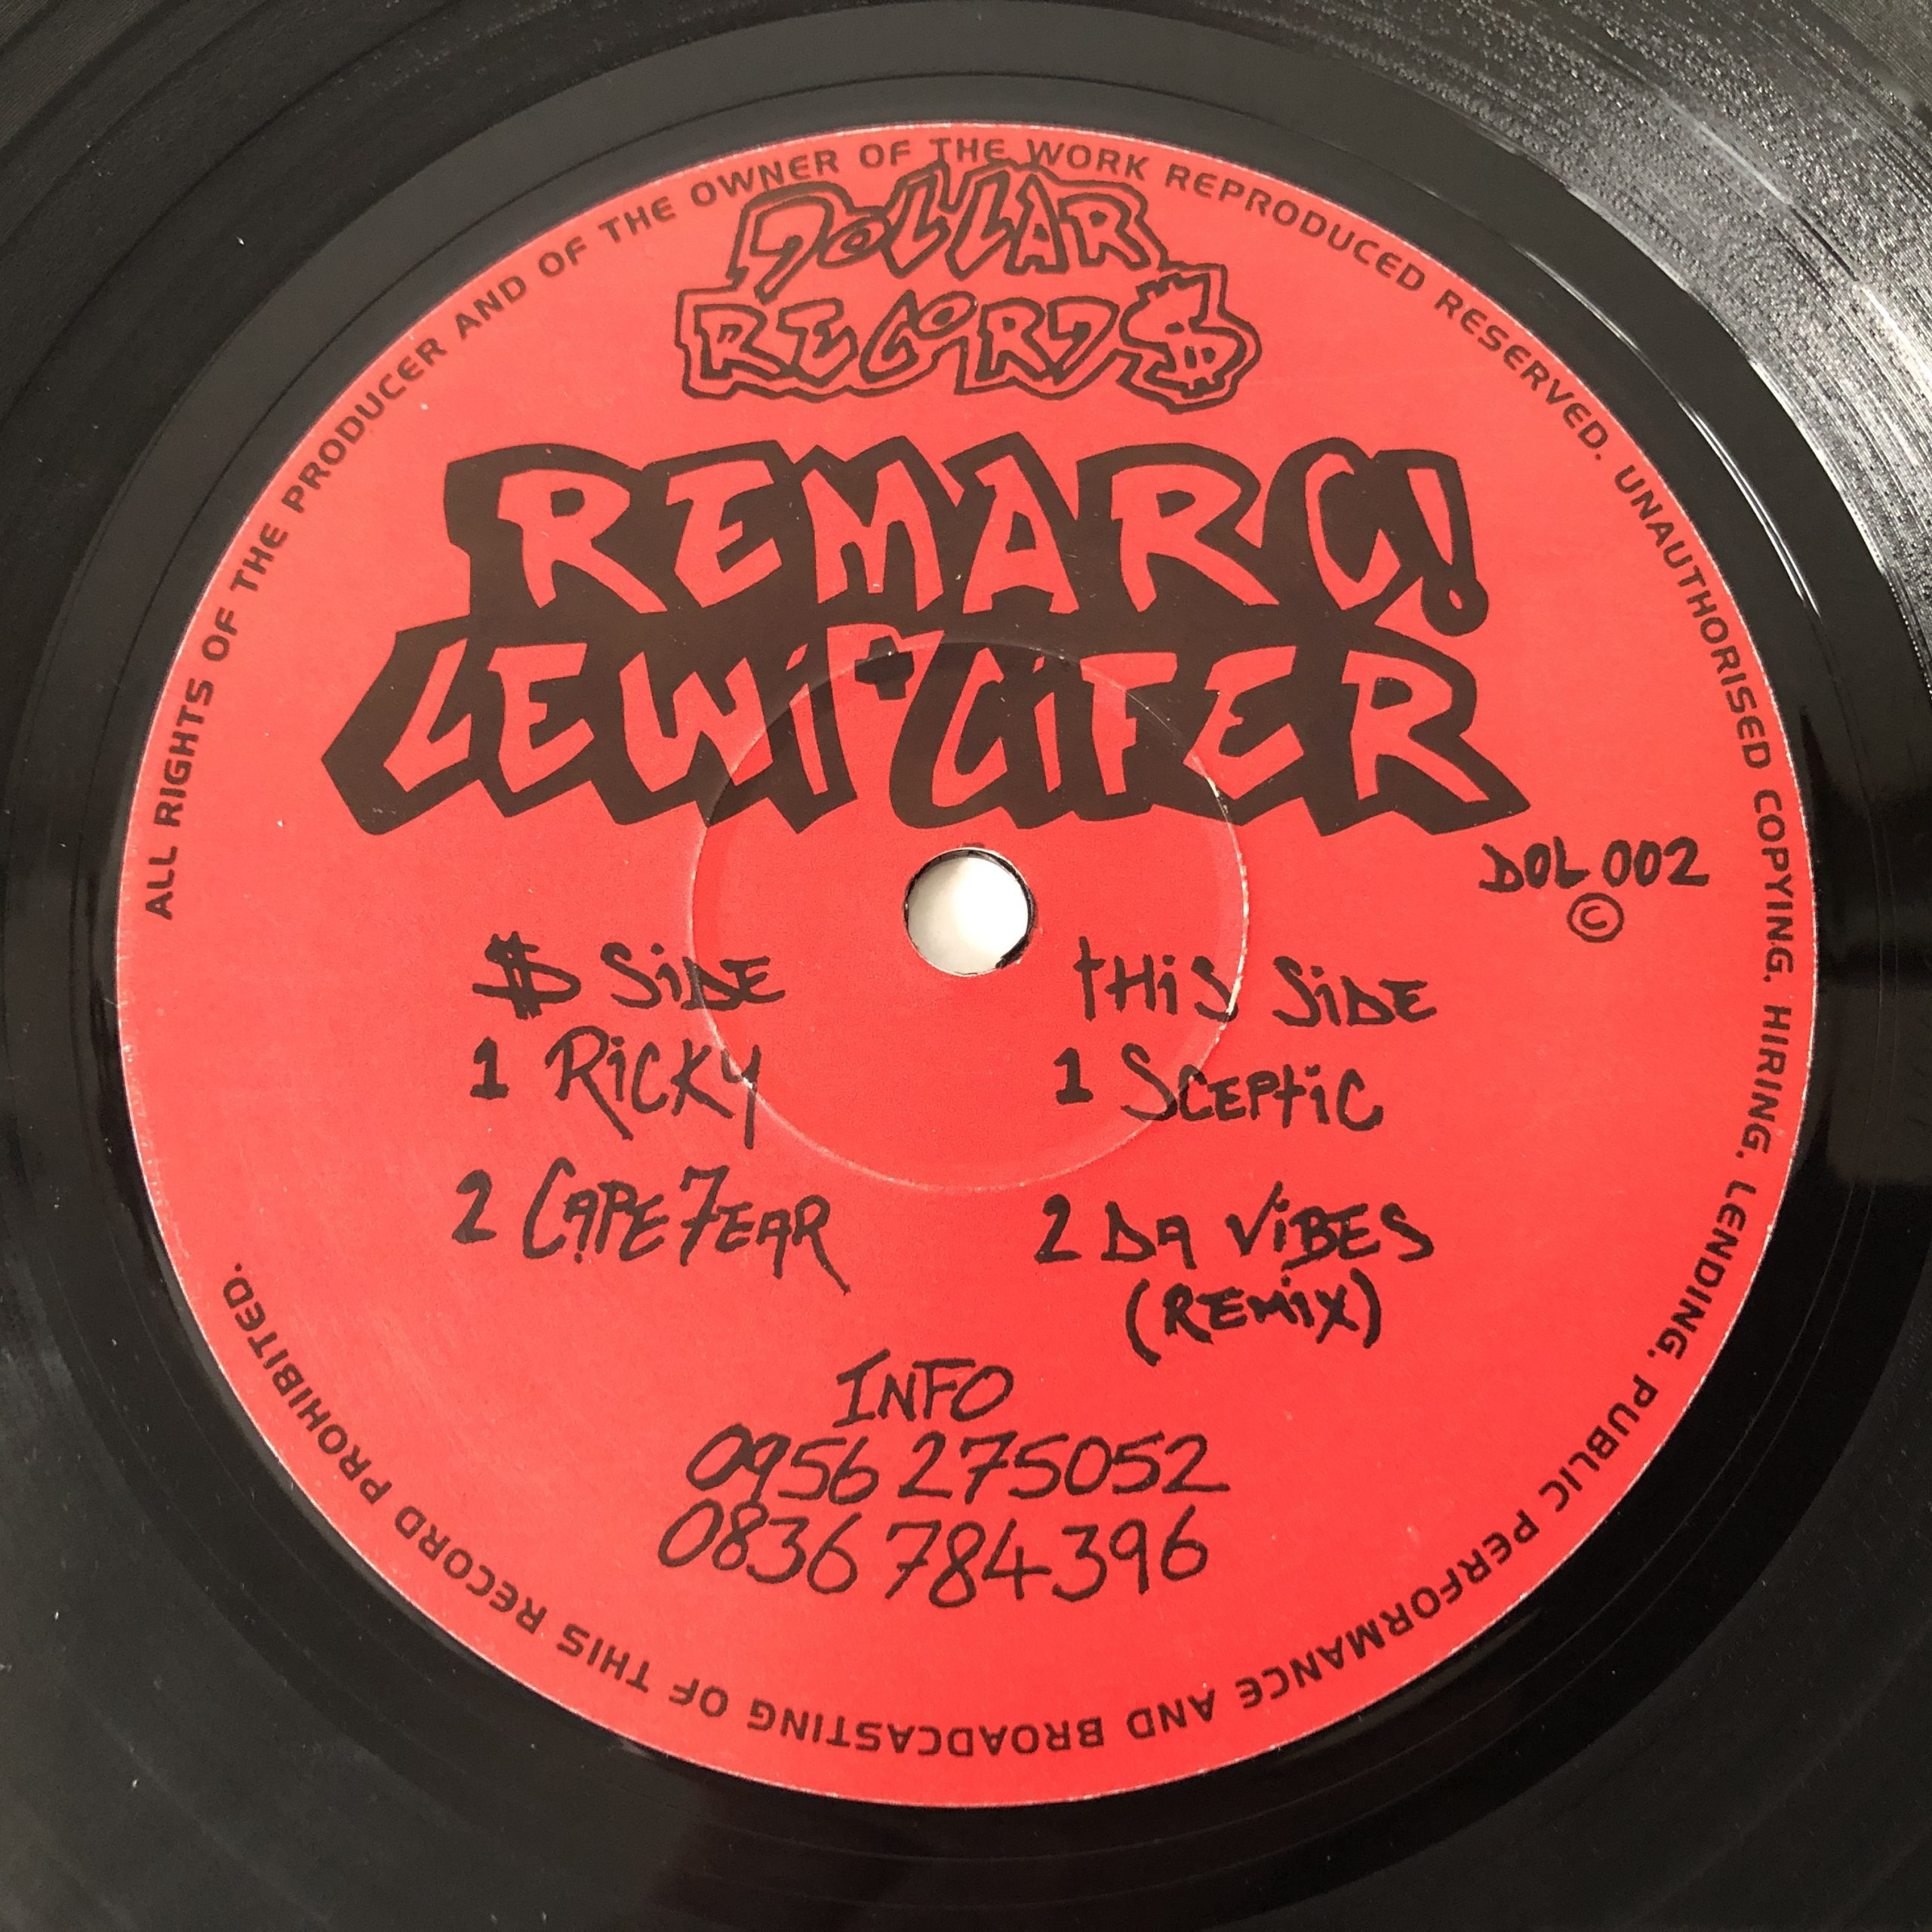 ALL RIGHTS OF THE PRODUCER AND OF THE OWNER OF THE WORK REPRODUCED RESERVED. UNAUTHORISED COPYING, HIRING, LENDING, PUBLIC PERFORMANCE AND BROADCASTING OF THIS RECORD PROHIBITED.
DOLLAR
RECORD$
REMARC!
LEWI*CIFER
DOL 002
©
$ SIDE
1 RICKY
2 CAPE FEAR
THIS SIDE
1 SCEPTIC
2 DA VIBES
(REMIX)
INFO
0956 275052
0836 784396